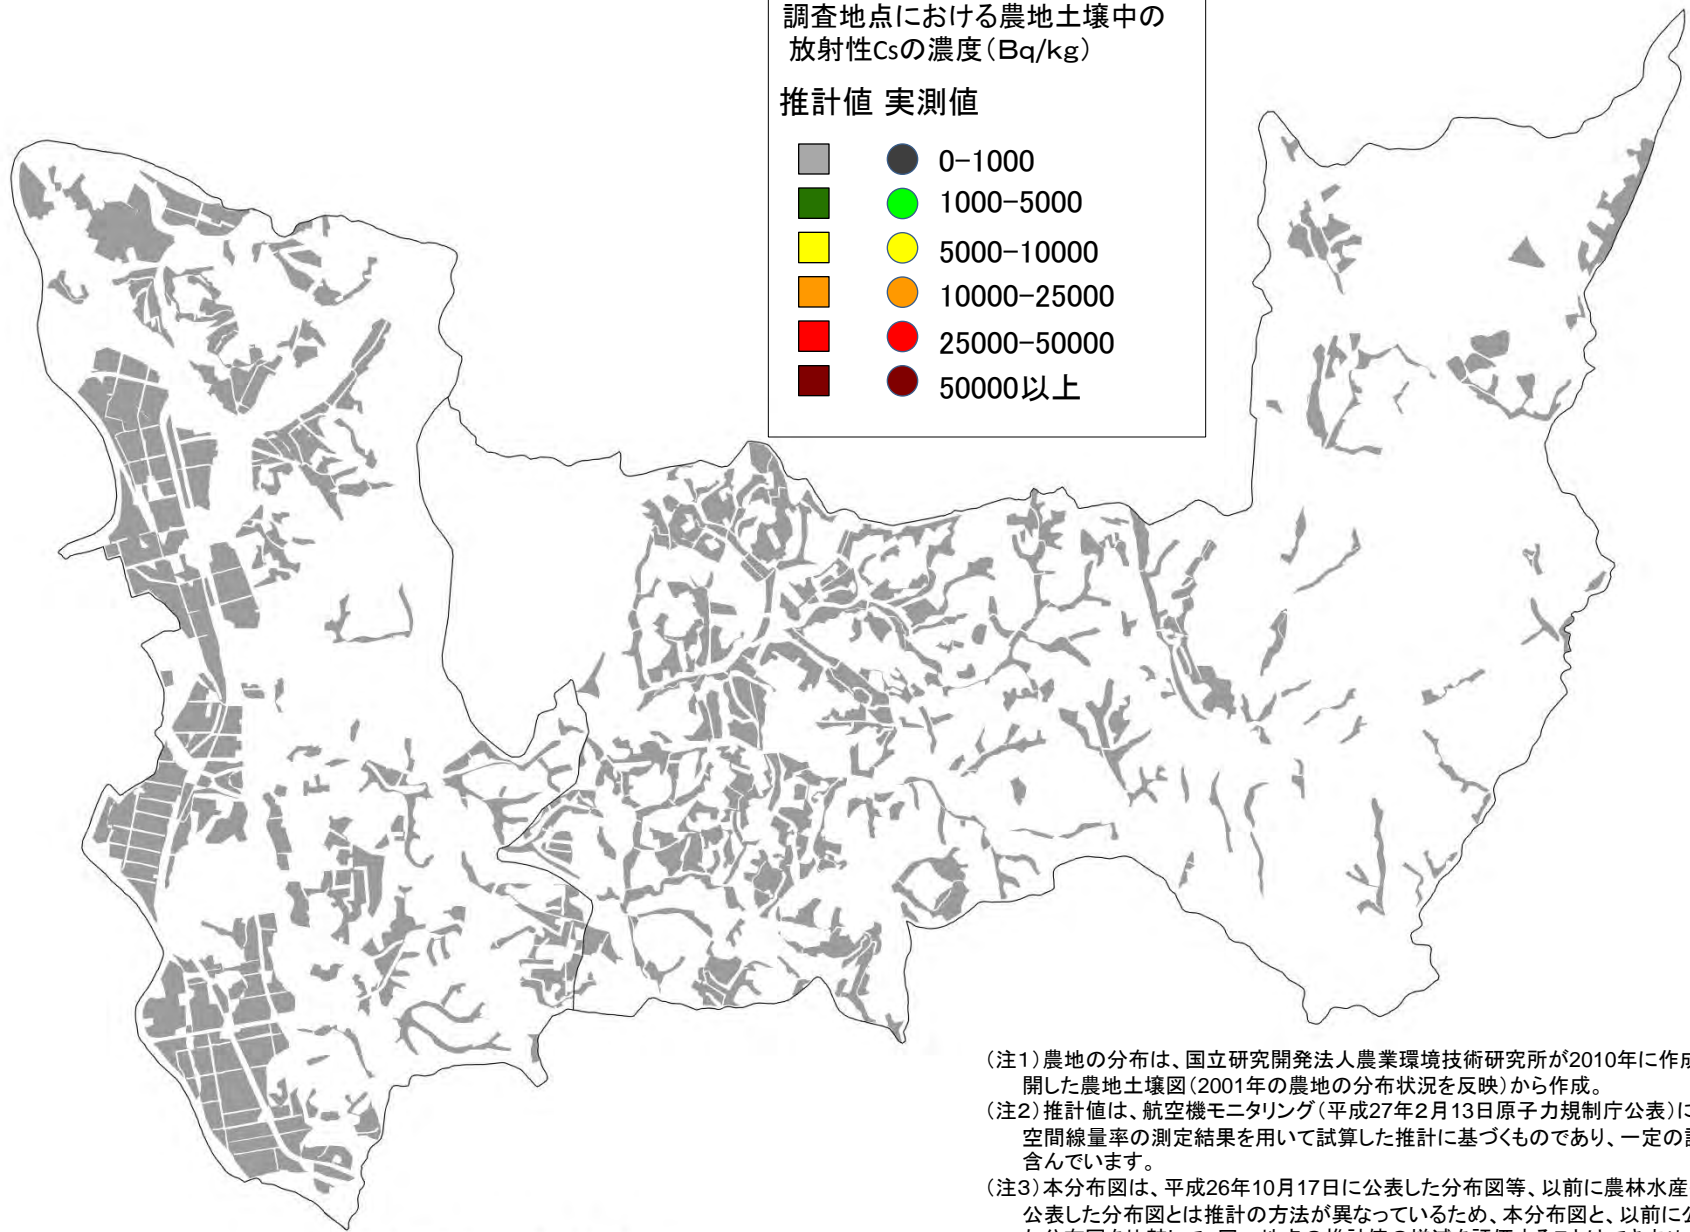 調査地点における農地土壌中の
放射性Csの濃度(Bq/kg)
推計値 実測値
0-1000
1000-5000
5000-10000
10000-25000
25000-50000
50000以上
(注1)農地の分布は、国立研究開発法人農業環境技術研究所が2010年に作成
開した農地土壌図(2001年の農地の分布状況を反映)から作成。
(注2)推計値は、航空機モニタリング(平成27年2月13日原子力規制庁公表)に
空間線量率の測定結果を用いて試算した推計に基づくものであり、一定の
含んでいます。
(注3)本分布図は、平成26年10月17日に公表した分布図等、以前に農林水産
公表した分布図とは推計の方法が異なっているため、本分布図と、以前に